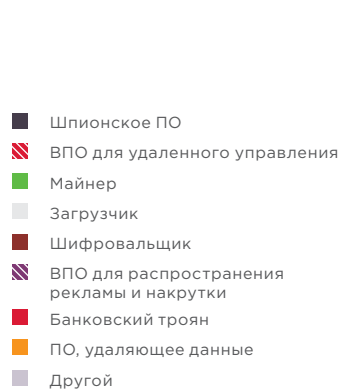 Шпионское ПО
ВПО для удаленного управления
Майнер
Загрузчик
Шифровальщик
ВПО для распространения
рекламы и накрутки
Банковский троян
ПО, удаляющее данные
Другой